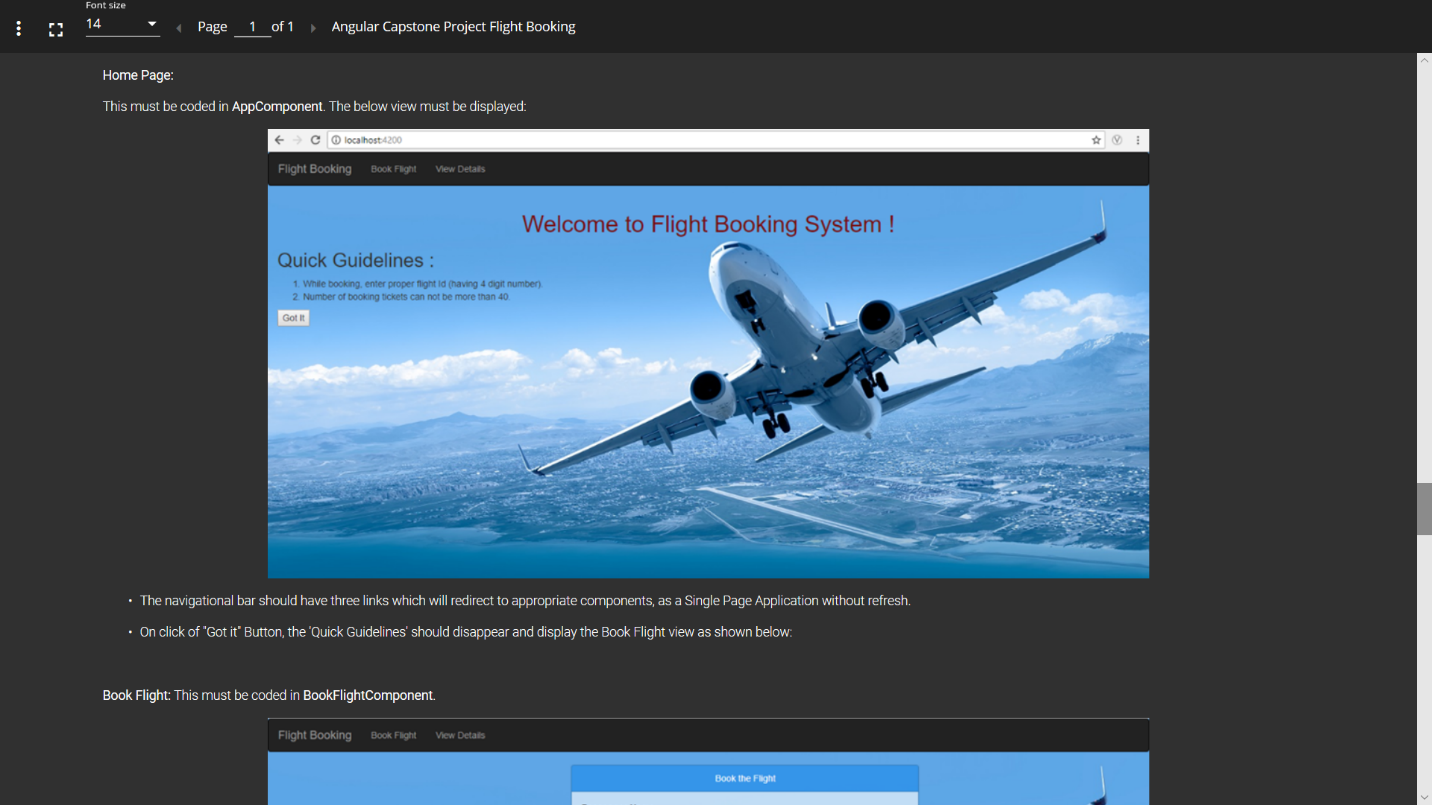 Font size
14
Page 1 of 1
Angular Capstone Project Flight Booking
Home Page:
This must be coded in AppComponent. The below view must be displayed:
localhost:4200
Flight Booking Book Flight View Details
Welcome to Flight Booking System !
Quick Guidelines :
1. While booking, enter proper flight Id (having 4 digit number).
2. Number of booking tickets can not be more than 40.
Got It
• The navigational bar should have three links which will redirect to appropriate components, as a Single Page Application without refresh.
• On click of "Got it" Button, the 'Quick Guidelines' should disappear and display the Book Flight view as shown below:
Book Flight: This must be coded in BookFlightComponent.
Flight Booking Book Flight View Details
Book the Flight